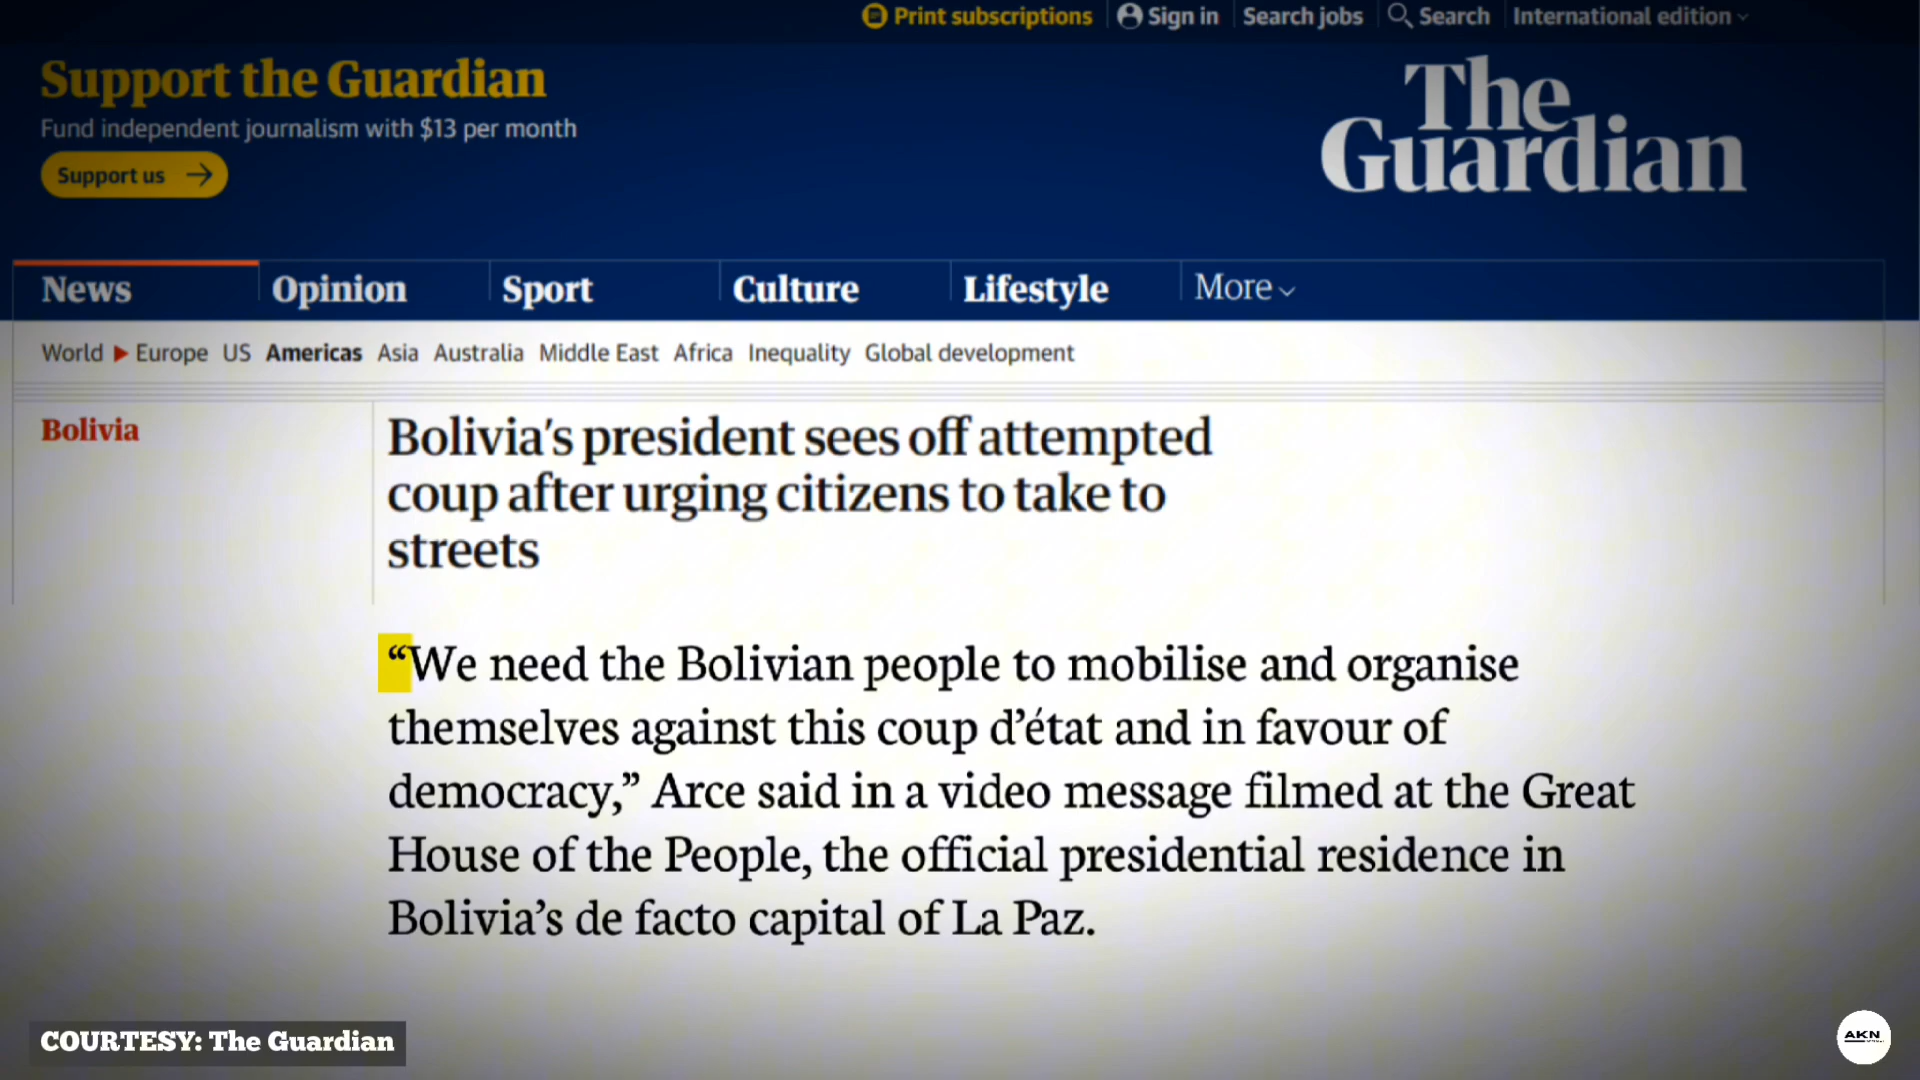 Print subscriptions Sign in Search jobs Search International edition
Support the Guardian
Fund independent journalism with $13 per month
Support us
The
Guardian
News Opinion Sport Culture Lifestyle More
World Europe US Americas Asia Australia Middle East Africa Inequality Global development
Bolivia
Bolivia's president sees off attempted
coup after urging citizens to take to
streets
“We need the Bolivian people to mobilise and organise
themselves against this coup d’état and in favour of
democracy,” Arce said in a video message filmed at the Great
House of the People, the official presidential residence in
Bolivia’s de facto capital of La Paz.
COURTESY: The Guardian
AKN